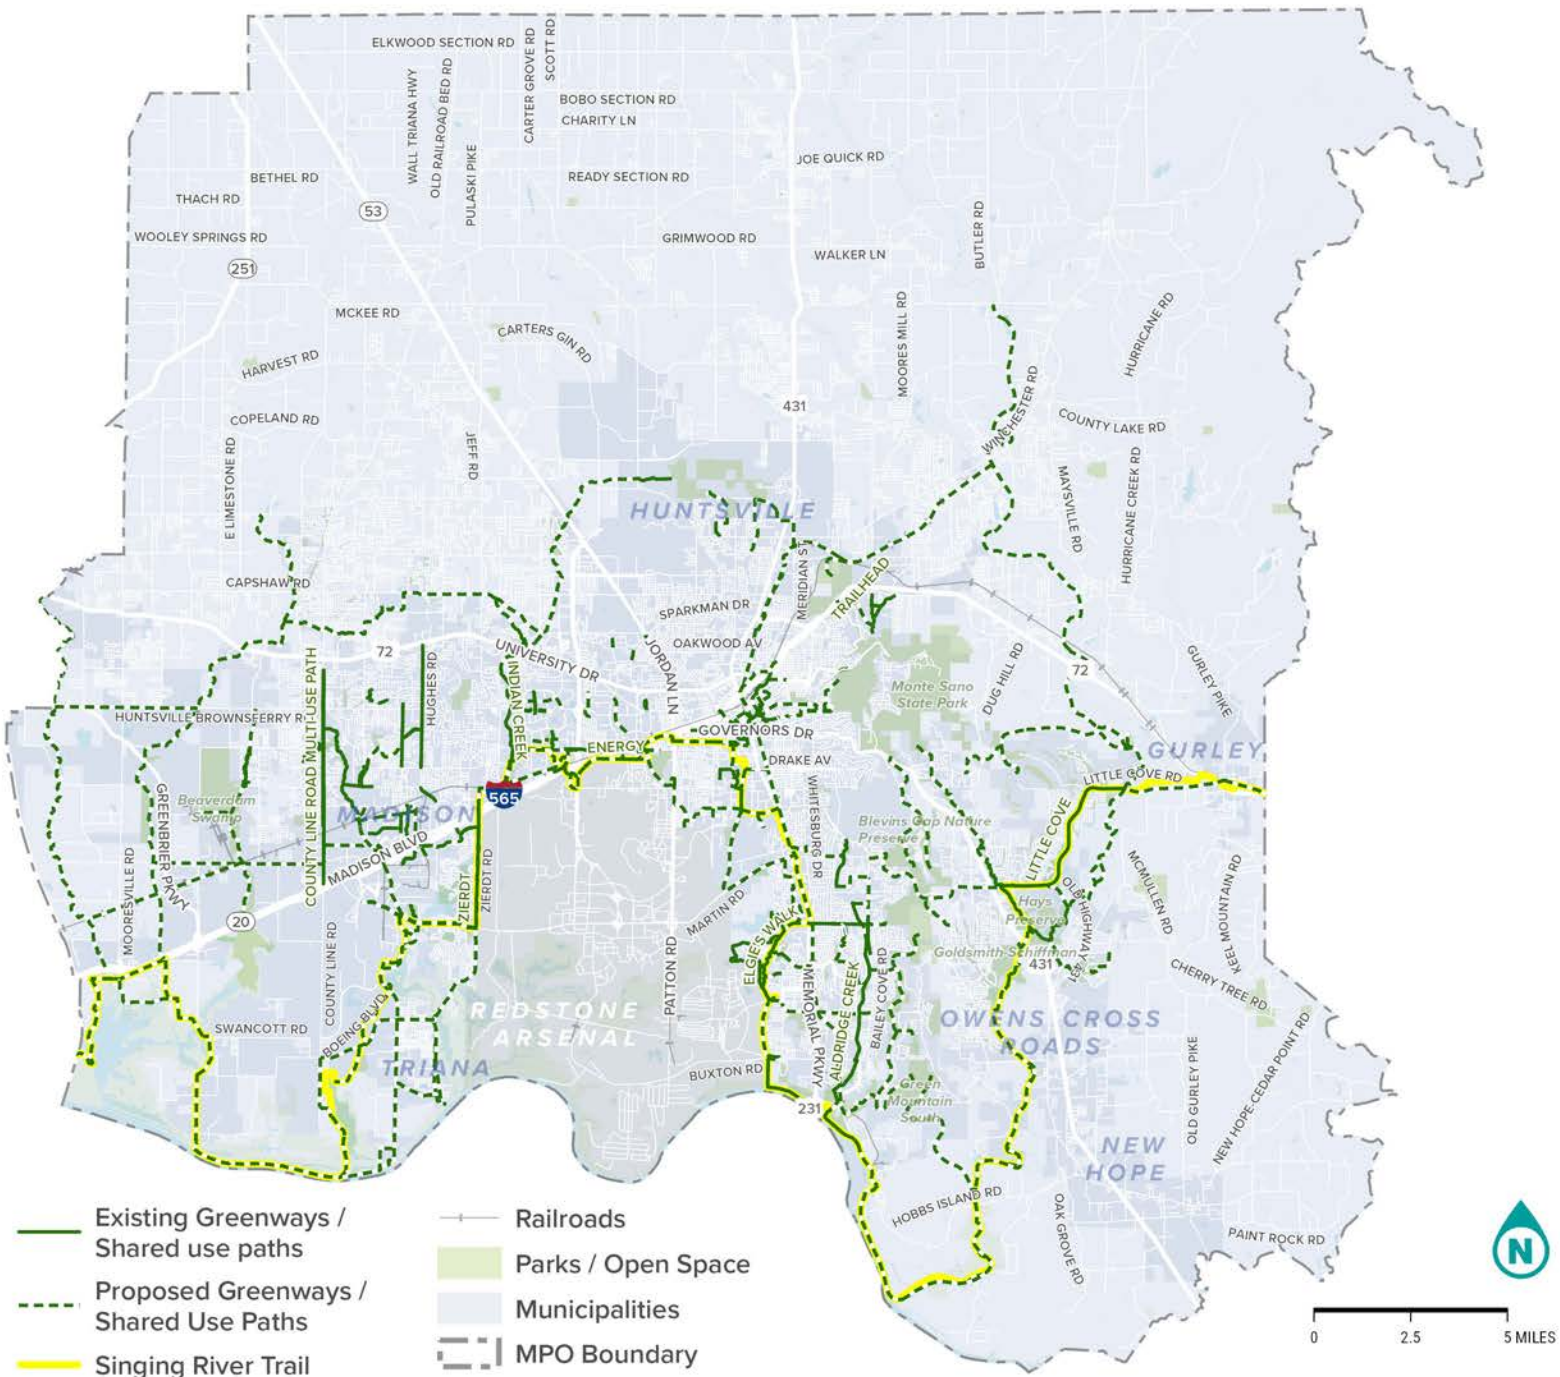 ELKWOOD SECTION RD
CARTER GROVE RD
SCOTT RD
WALL TRIANA HWY
OLD RAILROAD BED RD
BOBO SECTION RD
CHARITY LN
PULASKI PIKE
JOE QUICK RD
BETHEL RD
READY SECTION RD
THACH RD
53
WOOLEY SPRINGS RD
GRIMWOOD RD
BUTLER RD
WALKER LN
251
MCKEE RD
CARTERS GIN RD
MOORES MILL RD
HURRICANE RD
HARVEST RD
431
WINCHESTER RD
COPELAND RD
COUNTY LAKE RD
E LIMESTONE RD
JEFF RD
MAYSVILLE RD
HURRICANE CREEK RD
HUNTSVILLE
MERIDIAN ST
CAPSHAW RD
TRAILHEAD
SPARKMAN DR
OAKWOOD AV
72
UNIVERSITY DR
JORDAN LN
DUG HILL RD
72
GURLEY PIKE
COUNTY LINE ROAD MULTI-USE PATH
HUGHES RD
INDIAN CREEK
Monte Sano
State Park
HUNTSVILLE BROWNSFERRY R
GOVERNORS DR
ENERGY
GURLEY
DRAKE AV
LITTLE COVE RD
565
Beaverdam
Swamp
GREENBRIER PKWY
MADISON
WHITESBURG DR
Blevins Gap Nature
Preserve
LITTLE COVE
MADISON BLVD
MOORESVILLE RD
ZIERDT
ZIERDT RD
MARTIN RD
OLD HIGHWAY 431
MCMULLEN RD
KEEL MOUNTAIN RD
Hays
Preserve
20
ELGIE'S WALK
COUNTY LINE RD
PATTON RD
Goldsmith Schiffman
431
CHERRY TREE RD
MEMORIAL PKWY
ALDRIDGE CREEK
BAILEY COVE RD
SWANCOTT RD
BOEING BLVD
REDSTONE
ARSENAL
OWENS CROSS
ROADS
TRIANA
BUXTON RD
OLD GURLEY PIKE
NEW HOPE-CEDAR POINT RD
231
Green
Mountain
South
NEW
HOPE
HOBBS ISLAND RD
OAK GROVE RD
PAINT ROCK RD
Existing Greenways /
Shared use paths
Proposed Greenways /
Shared Use Paths
Singing River Trail
Railroads
Parks / Open Space
Municipalities
MPO Boundary
N
0 2.5 5 MILES